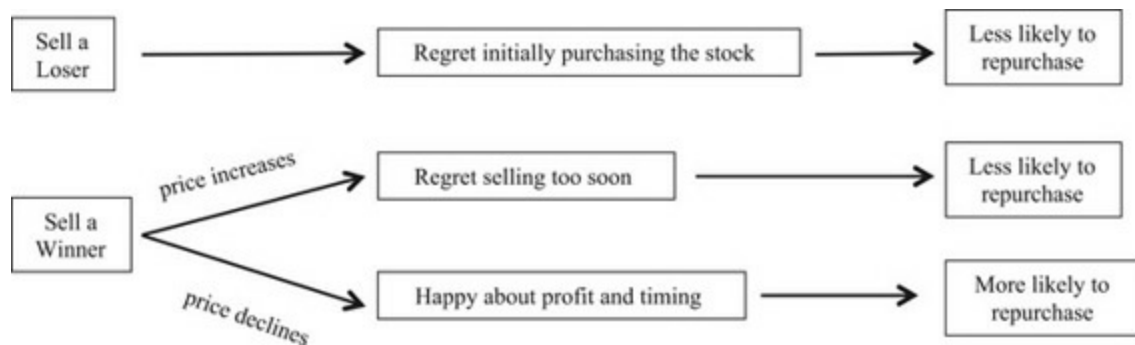 Sell a
Loser
Regret initially purchasing the stock
Less likely to
repurchase
price increases
Regret selling too soon
Less likely to
repurchase
Sell a
Winner
price declines
Happy about profit and timing
More likely to
repurchase